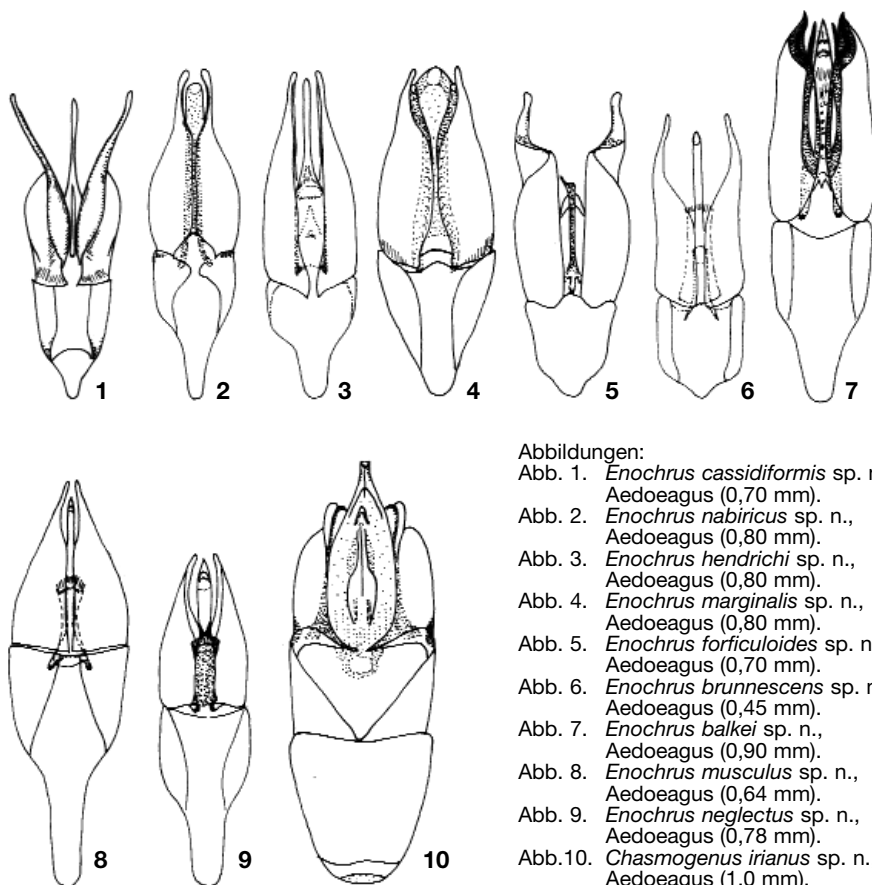 1
2
3
4
5
6
7
8
9
10
Abbildungen:
Abb. 1. Enochrus cassidiformis sp. n
Aedoeagus (0,70 mm).
Abb. 2. Enochrus nabiricus sp. n.,
Aedoeagus (0,80 mm).
Abb. 3. Enochrus hendrichi sp. n.,
Aedoeagus (0,80 mm).
Abb. 4. Enochrus marginalis sp. n.,
Aedoeagus (0,80 mm).
Abb. 5. Enochrus forficuloides sp. n
Aedoeagus (0,70 mm).
Abb. 6. Enochrus brunnescens sp. n
Aedoeagus (0,45 mm).
Abb. 7. Enochrus balkei sp. n.,
Aedoeagus (0,90 mm).
Abb. 8. Enochrus musculus sp. n.,
Aedoeagus (0,64 mm).
Abb. 9. Enochrus neglectus sp. n.,
Aedoeagus (0,78 mm).
Abb.10. Chasmogenus irianus sp. n.
Aedoeagus (1,0 mm).